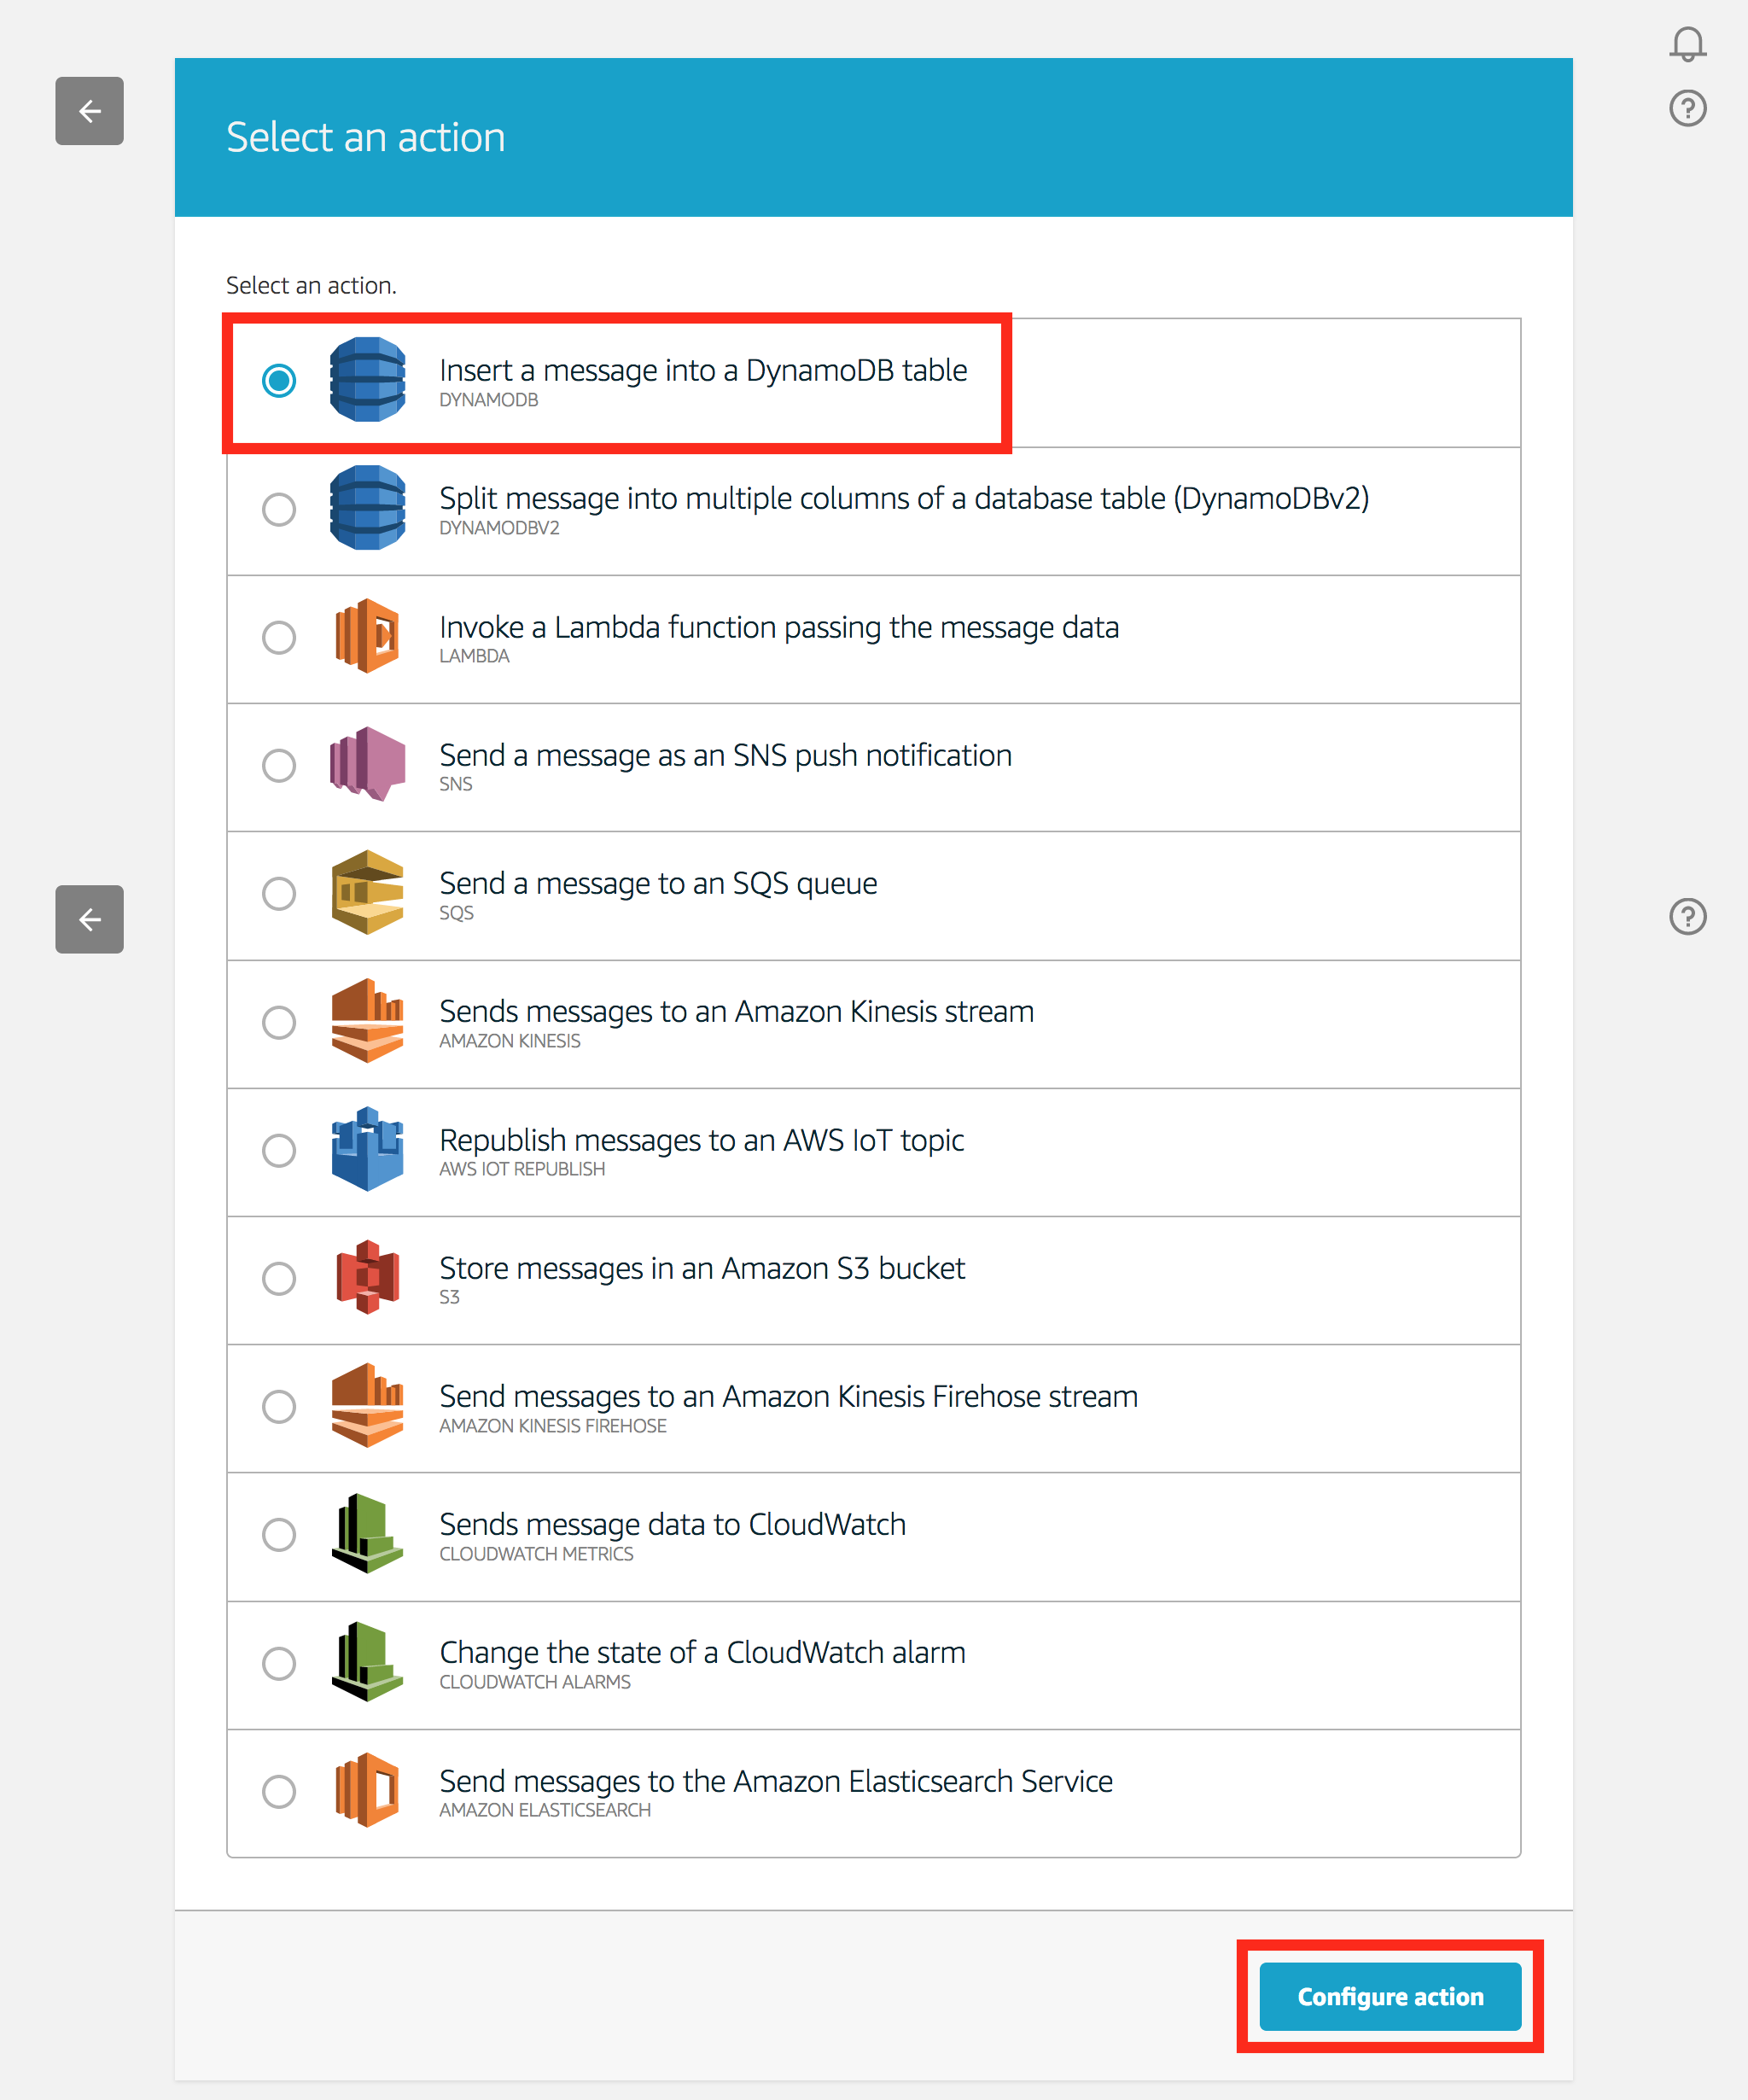 Select an action
Select an action.
Insert a message into a DynamoDB table
DYNAMODB
Split message into multiple columns of a database table (DynamoDBv2)
DYNAMODBV2
Invoke a Lambda function passing the message data
LAMBDA
Send a message as an SNS push notification
SNS
Send a message to an SQS queue
SQS
Sends messages to an Amazon Kinesis stream
AMAZON KINESIS
Republish messages to an AWS IoT topic
AWS IOT REPUBLISH
Store messages in an Amazon S3 bucket
S3
Send messages to an Amazon Kinesis Firehose stream
AMAZON KINESIS FIREHOSE
Sends message data to CloudWatch
CLOUDWATCH METRICS
Change the state of a CloudWatch alarm
CLOUDWATCH ALARMS
Send messages to the Amazon Elasticsearch Service
AMAZON ELASTICSEARCH
Configure action